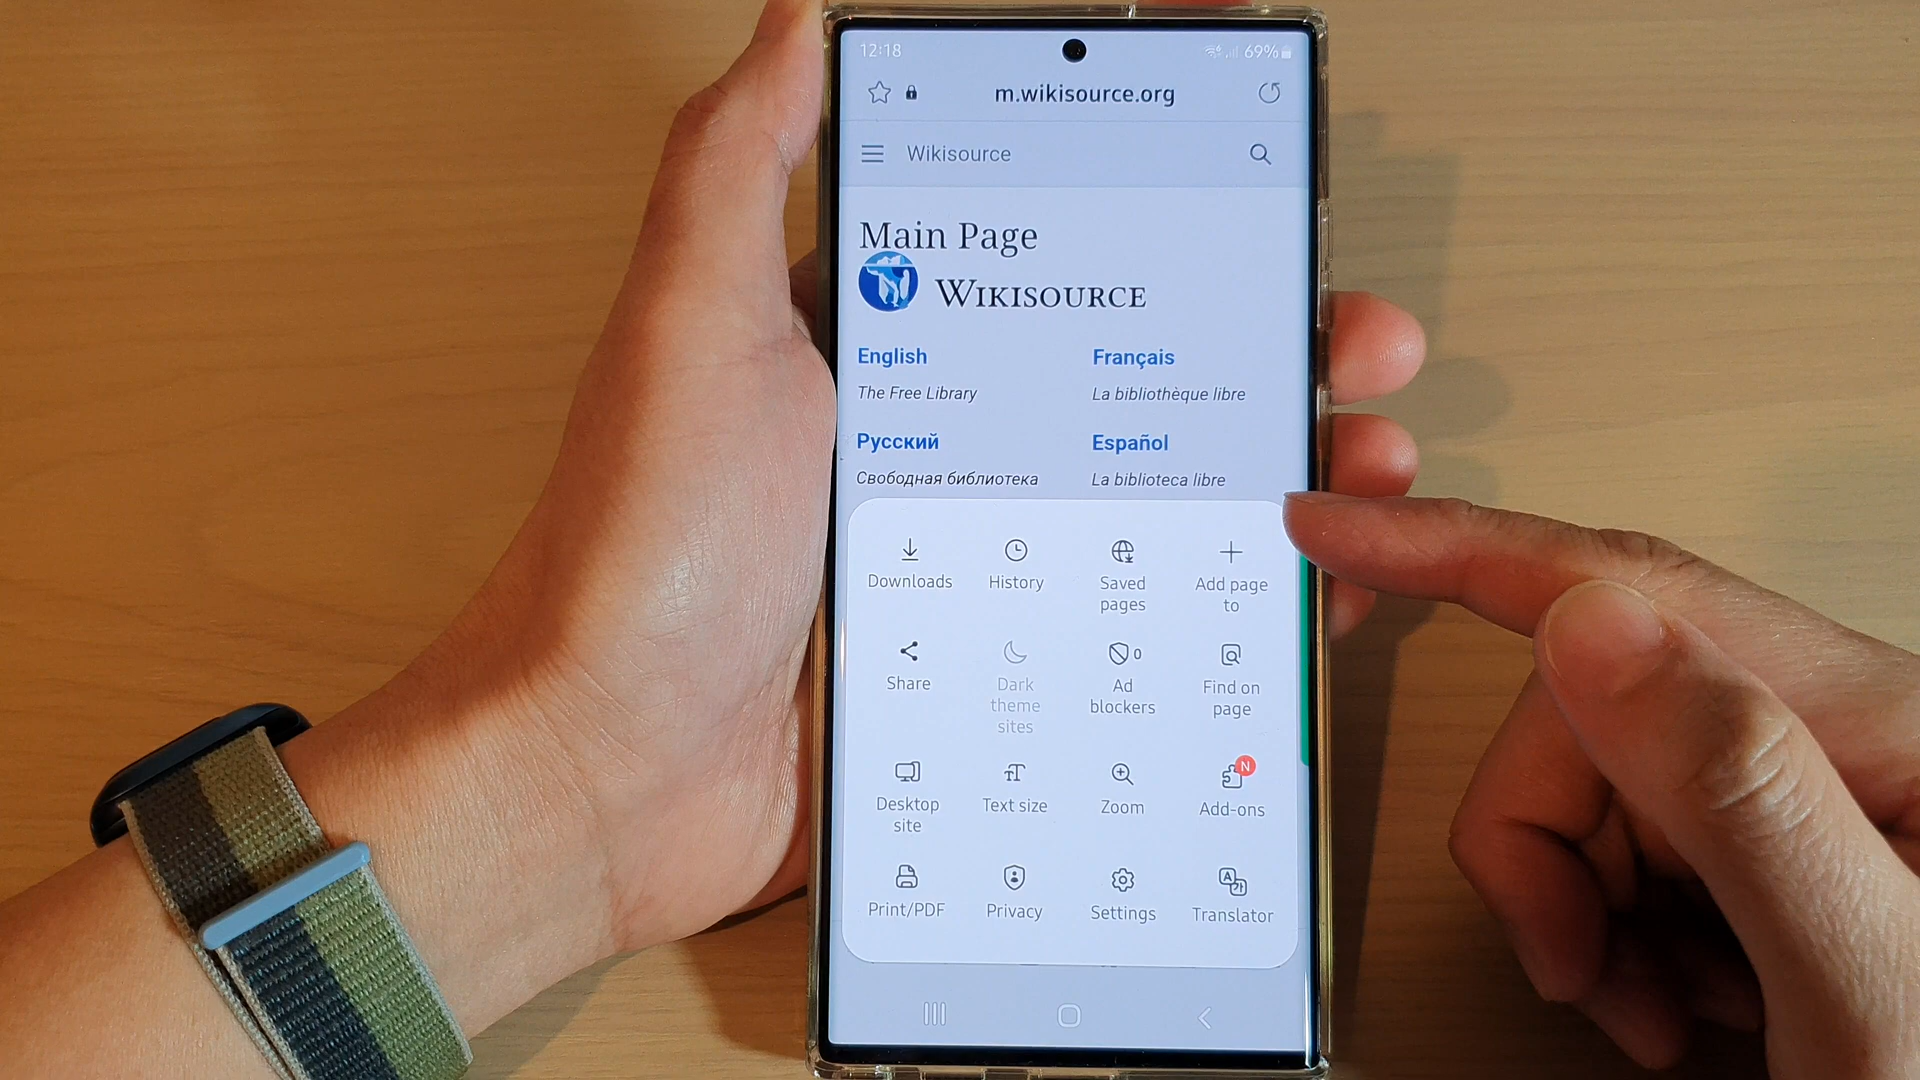 12:18 69%
m.wikisource.org
Wikisource
Main Page
WIKISOURCE
English Français
The Free Library La bibliothèque libre
Русский Español
Свободная библиотека La biblioteca libre
Downloads History Saved pages Add page to
Share Dark theme sites 0 Ad blockers Find on page
Desktop site Text size Zoom N Add-ons
Print/PDF Privacy Settings Translator